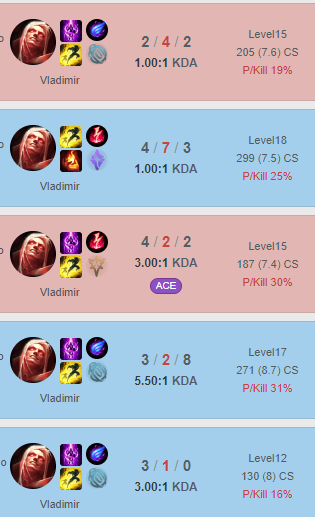 2 / 4 / 2
1.00:1 KDA
Level15
205 (7.6) CS
P/Kill 19%
Vladimir
4 / 7 / 3
1.00:1 KDA
Level18
299 (7.5) CS
P/Kill 25%
Vladimir
4 / 2 / 2
3.00:1 KDA
ACE
Level15
187 (7.4) CS
P/Kill 30%
Vladimir
3 / 2 / 8
5.50:1 KDA
Level17
271 (8.7) CS
P/Kill 31%
Vladimir
3 / 1 / 0
3.00:1 KDA
Level12
130 (8) CS
P/Kill 16%
Vladimir